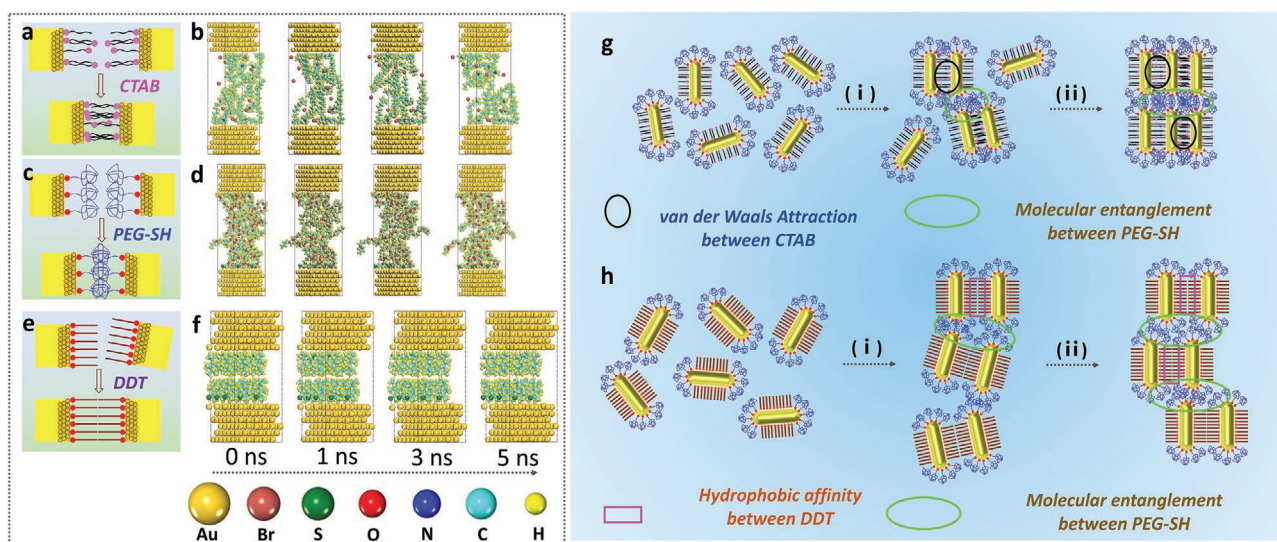 a
b
CTAB
c
d
PEG-SH
e
f
DDT
0 ns
1 ns
3 ns
5 ns
Au
Br
S
O
N
C
H
g
( i )
(ii)
van der Waals Attraction
between CTAB
Molecular entanglement
between PEG-SH
h
( i )
(ii)
Hydrophobic affinity
between DDT
Molecular entanglement
between PEG-SH